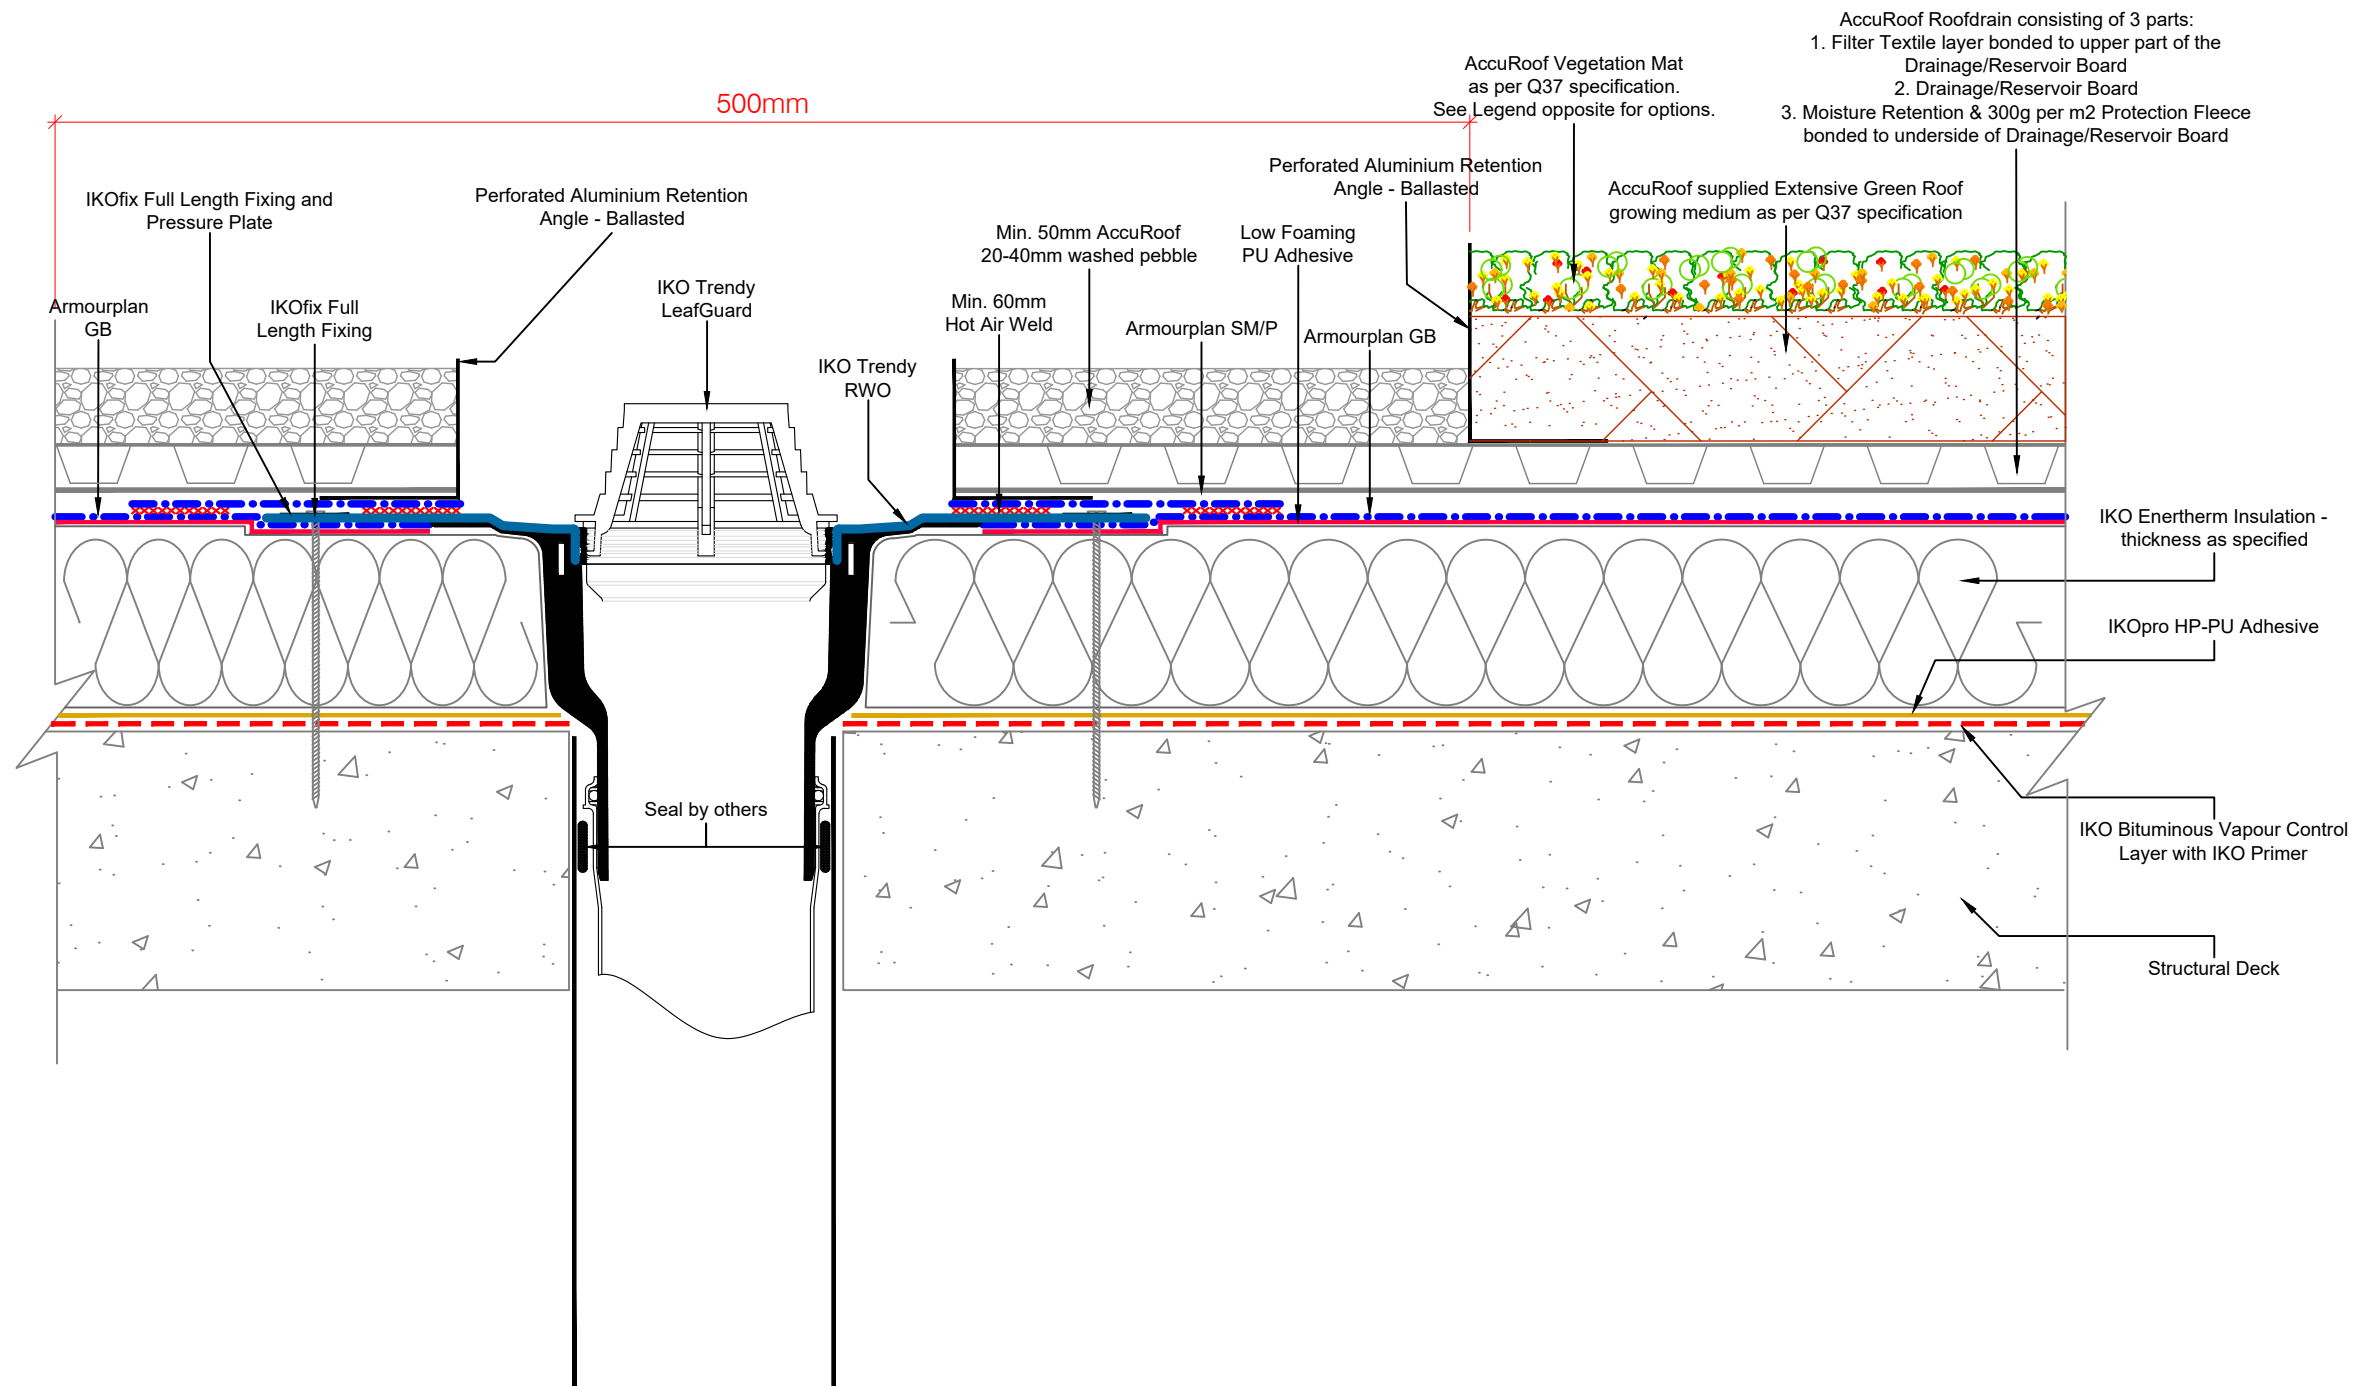 AccuRoof Roofdrain consisting of 3 parts:
1. Filter Textile layer bonded to upper part of the
Drainage/Reservoir Board
2. Drainage/Reservoir Board
3. Moisture Retention & 300g per m2 Protection Fleece
bonded to underside of Drainage/Reservoir Board
AccuRoof Vegetation Mat
as per Q37 specification.
See Legend opposite for options.
500mm
Perforated Aluminium Retention
Angle - Ballasted
AccuRoof supplied Extensive Green Roof
growing medium as per Q37 specification
IKOfix Full Length Fixing and
Pressure Plate
Perforated Aluminium Retention
Angle - Ballasted
Min. 50mm AccuRoof
20-40mm washed pebble
Low Foaming
PU Adhesive
Armourplan
GB
IKOfix Full
Length Fixing
IKO Trendy
LeafGuard
Min. 60mm
Hot Air Weld
Armourplan SM/P
Armourplan GB
IKO Trendy
RWO
IKO Enertherm Insulation -
thickness as specified
IKOpro HP-PU Adhesive
Seal by others
IKO Bituminous Vapour Control
Layer with IKO Primer
Structural Deck